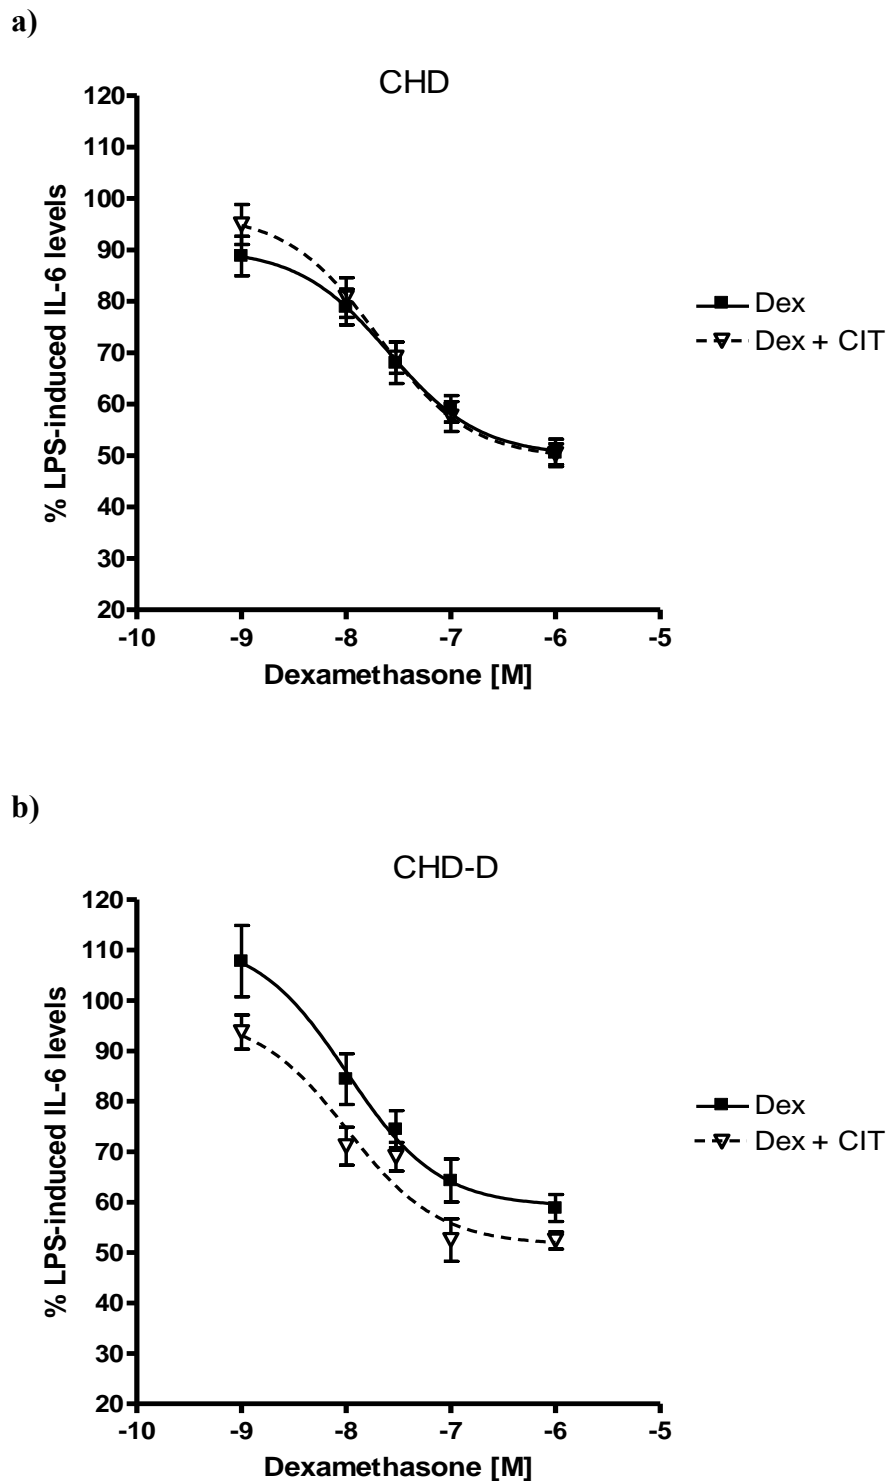 a)
CHD
120
110
100
90
80
70
60
50
40
30
20
% LPS-induced IL-6 levels
-10 -9 -8 -7 -6 -5
Dexamethasone [M]
Dex
Dex + CIT
b)
CHD-D
120
110
100
90
80
70
60
50
40
30
20
% LPS-induced IL-6 levels
-10 -9 -8 -7 -6 -5
Dexamethasone [M]
Dex
Dex + CIT